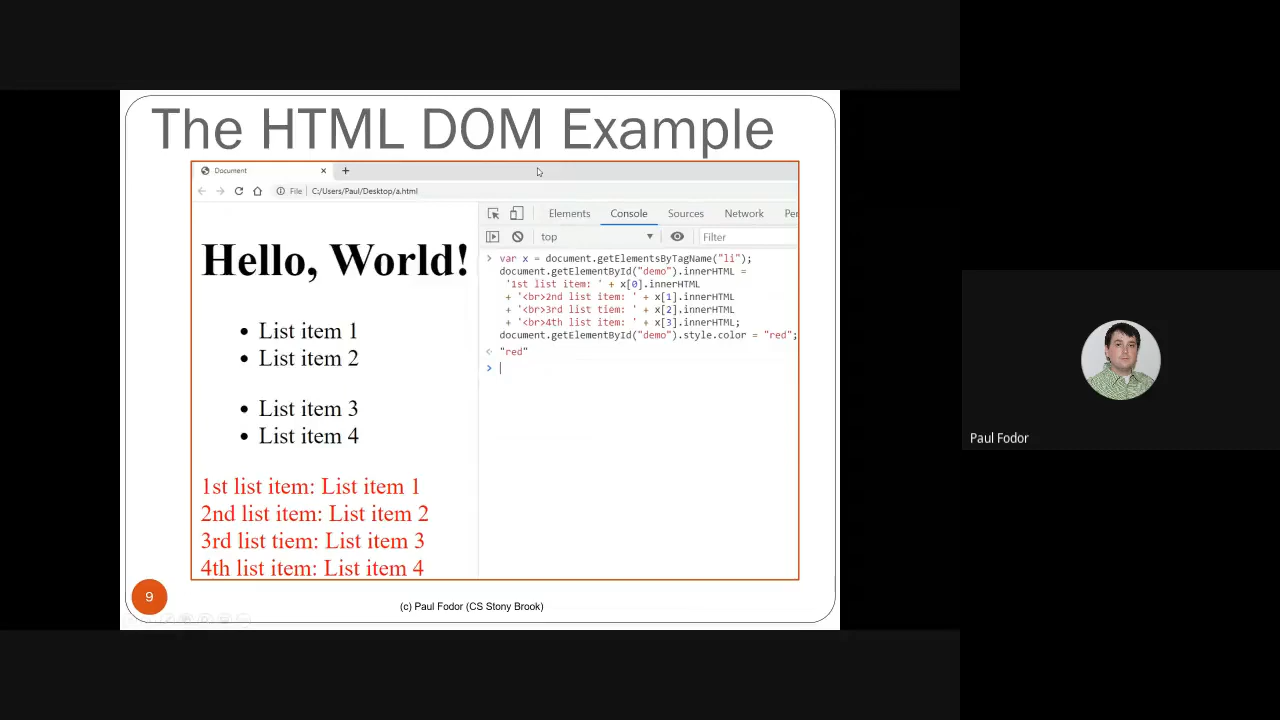 The HTML DOM Example
Document
File | C:/Users/Paul/Desktop/a.html
Elements Console Sources Network Per
top Filter
Hello, World!
List item 1
List item 2
List item 3
List item 4
1st list item: List item 1
2nd list item: List item 2
3rd list tiem: List item 3
4th list item: List item 4
var x = document.getElementsByTagName("li");
document.getElementById("demo").innerHTML =
'1st list item: ' + x[0].innerHTML
+ '<br>2nd list item: ' + x[1].innerHTML
+ '<br>3rd list tiem: ' + x[2].innerHTML
+ '<br>4th list item: ' + x[3].innerHTML;
document.getElementById("demo").style.color = "red";
"red"
9
(c) Paul Fodor (CS Stony Brook)
Paul Fodor